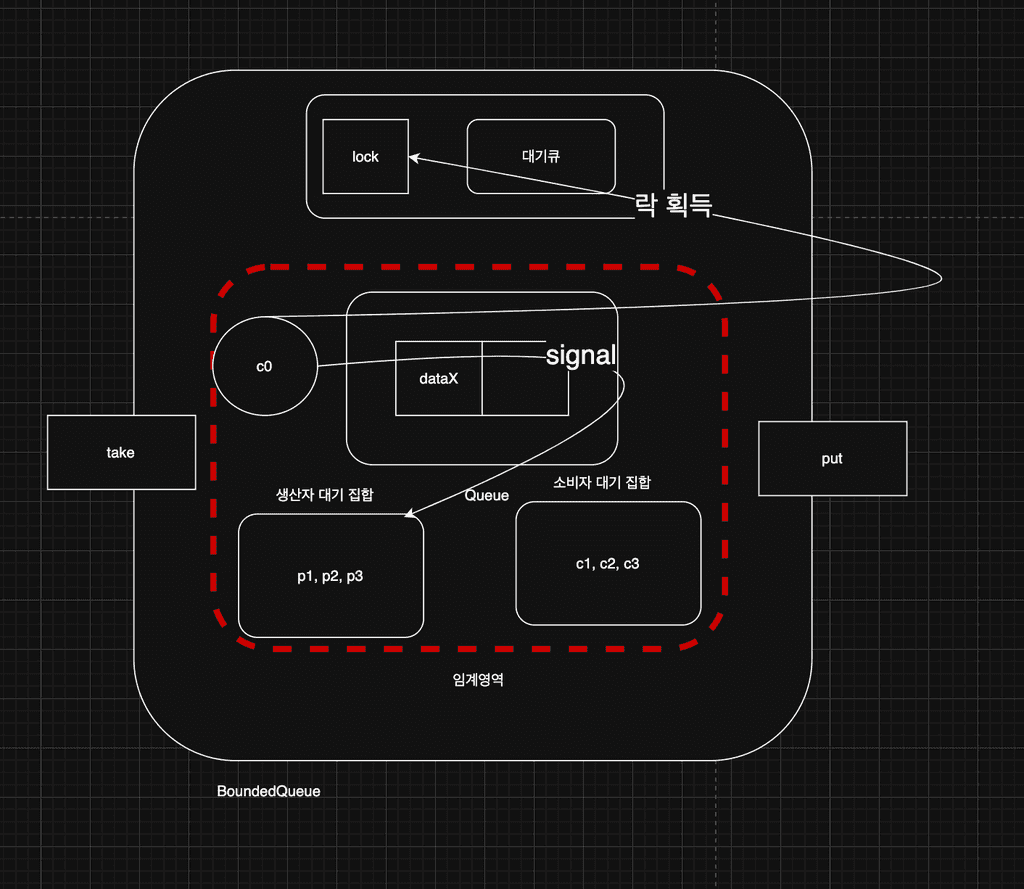 lock
대기큐
락 획득
c0
signal
dataX
take
put
생산자 대기 집합
Queue
소비자 대기 집합
p1, p2, p3
c1, c2, c3
임계영역
BoundedQueue